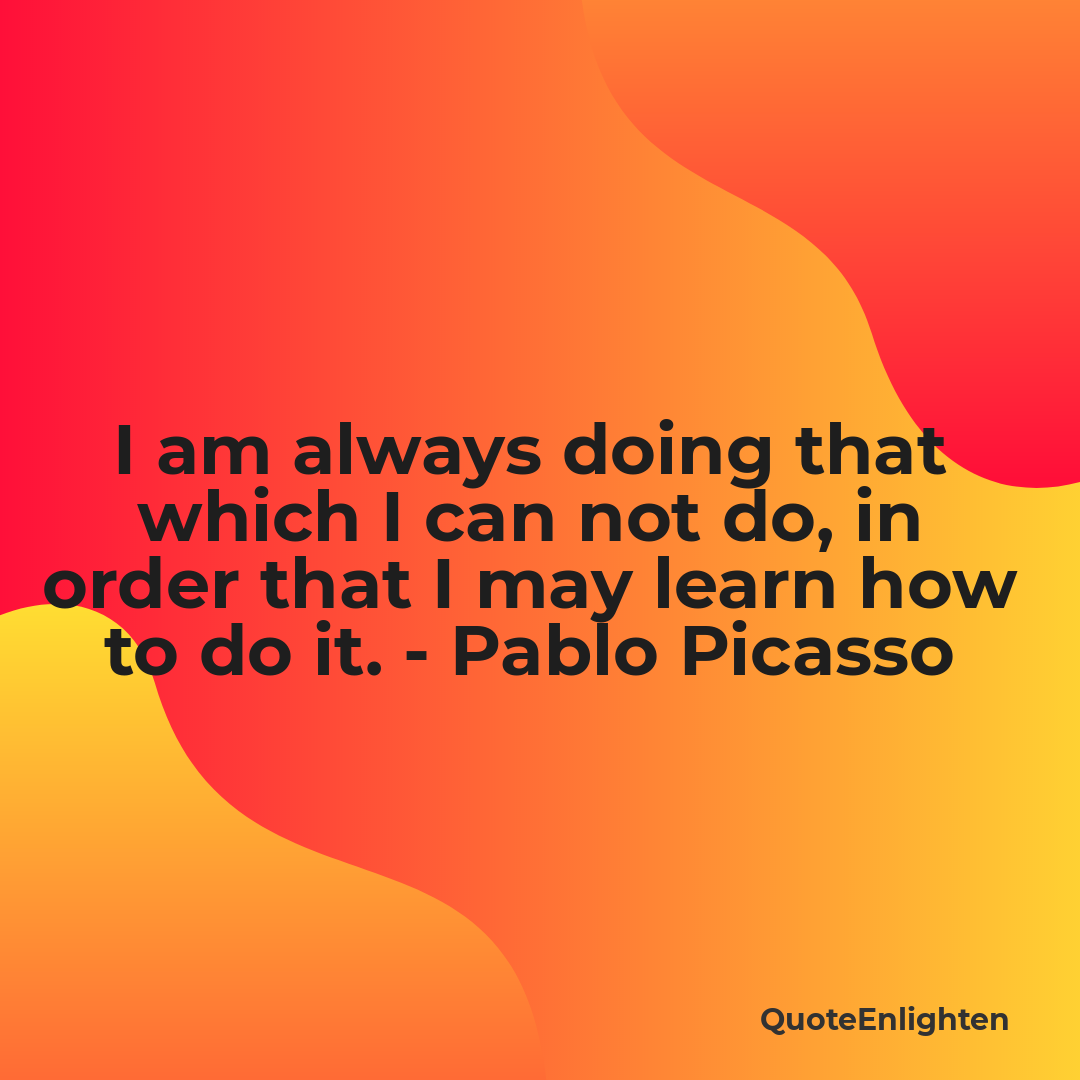 I am always doing that
which I can not do, in
order that I may learn how
to do it. - Pablo Picasso
QuoteEnlighten